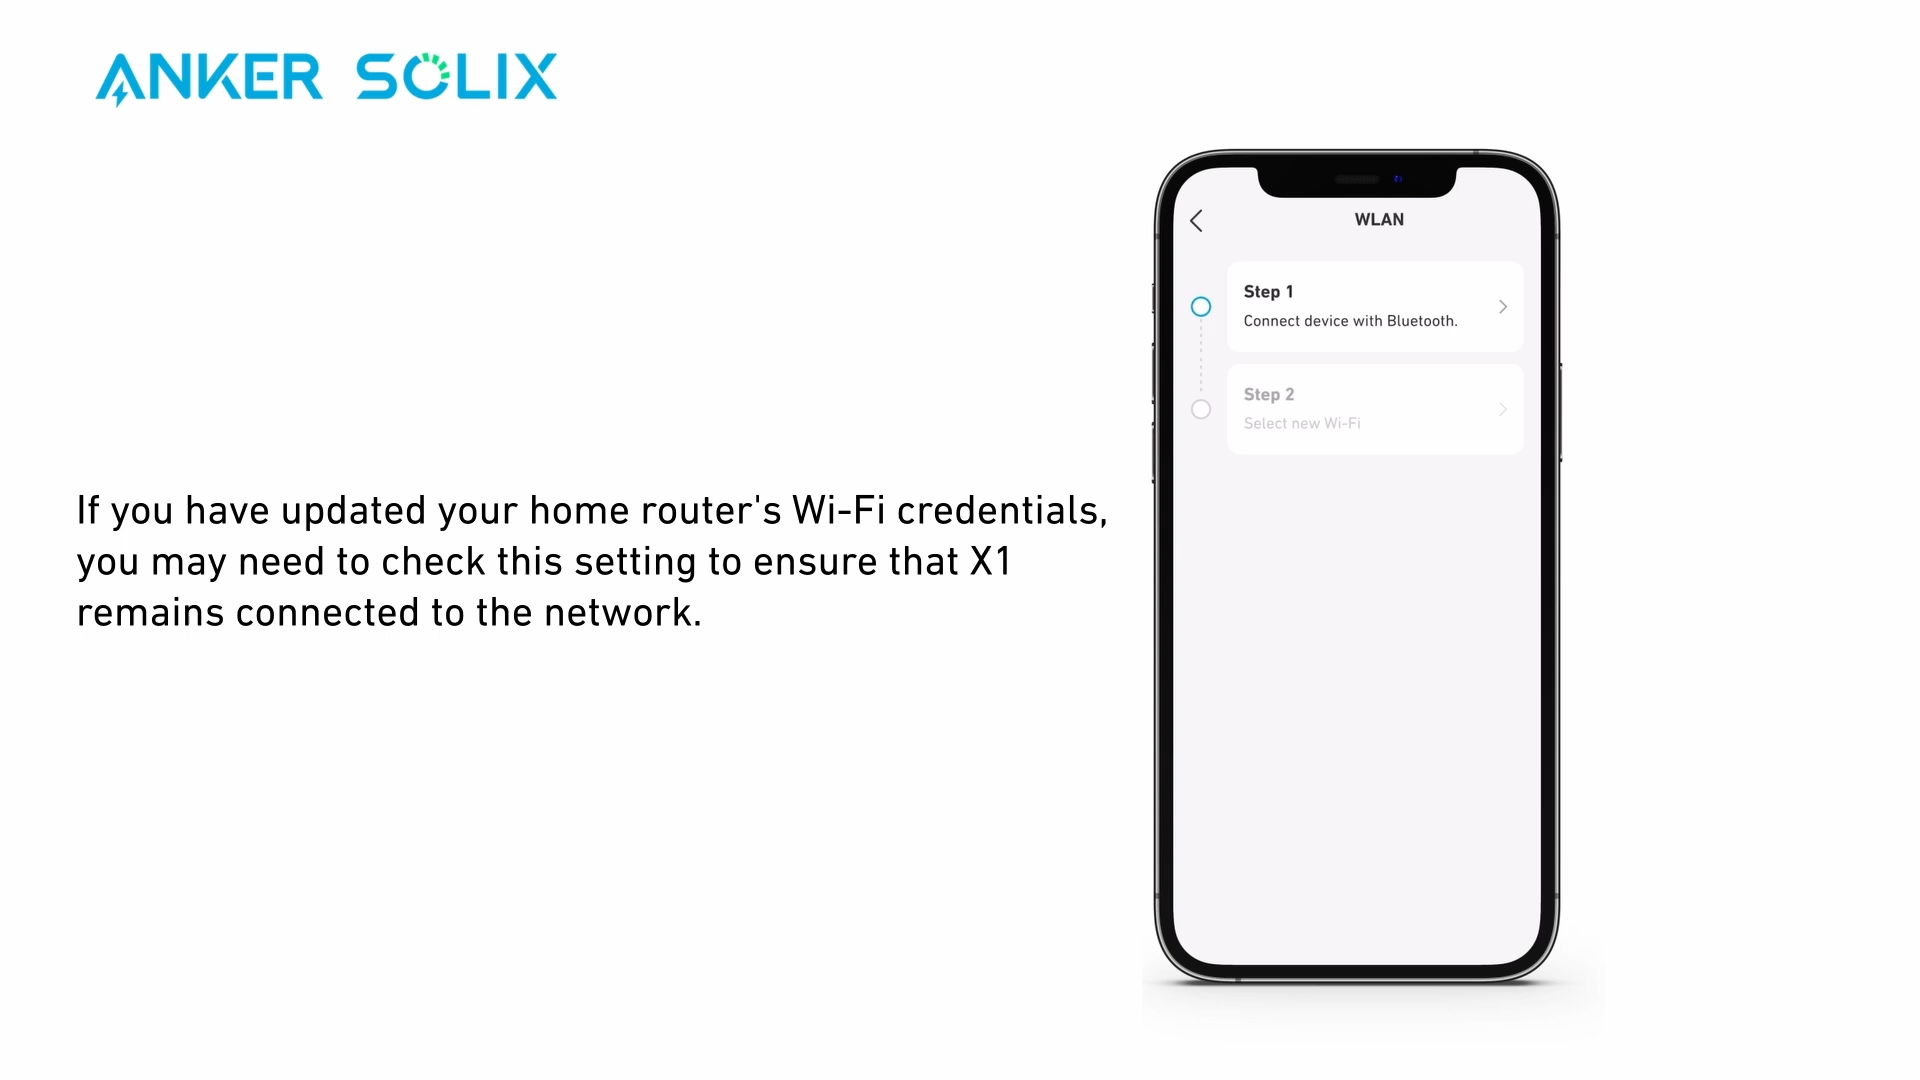 ANKER SOLIX
WLAN
Step 1
Connect device with Bluetooth.
Step 2
Select new Wi-Fi
If you have updated your home router's Wi-Fi credentials,
you may need to check this setting to ensure that X1
remains connected to the network.